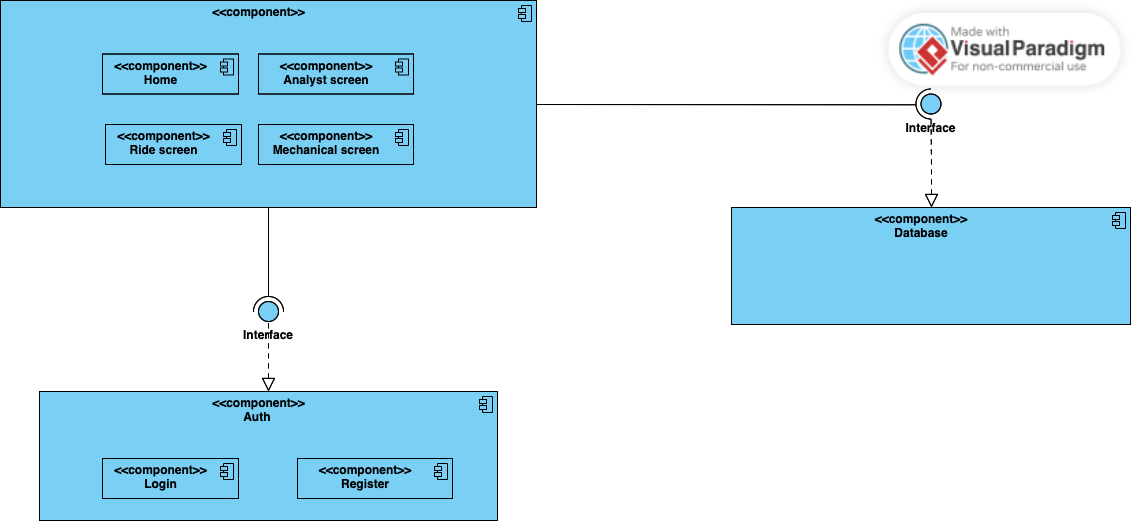 <<component>>
<<component>>
Home
<<component>>
Analyst screen
<<component>>
Ride screen
<<component>>
Mechanical screen
Made with
Visual Paradigm
For non-commercial use
Interface
<<component>>
Database
Interface
<<component>>
Auth
<<component>>
Login
<<component>>
Register